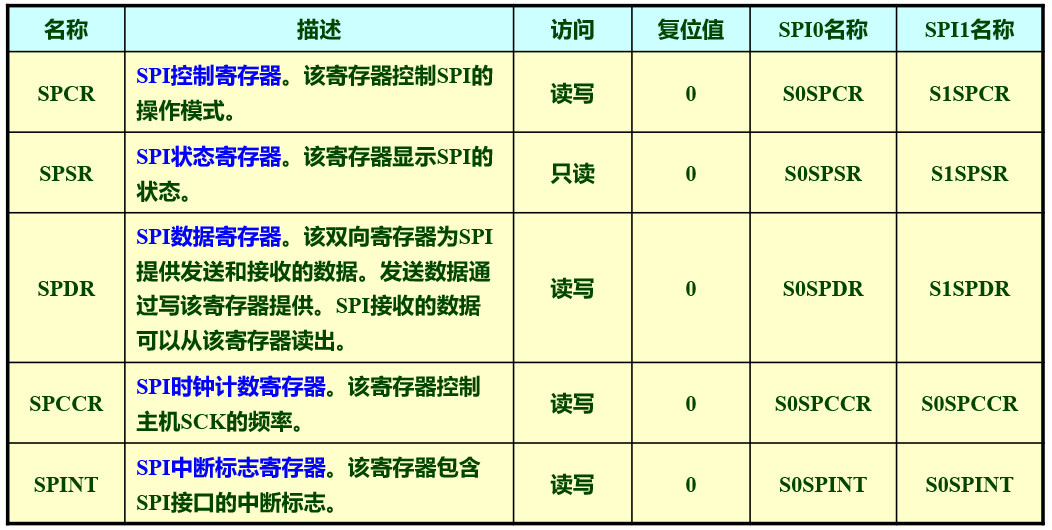 名称 描述 访问 复位值 SPI0名称 SPI1名称
SPCR SPI控制寄存器。该寄存器控制SPI的 读写 0 S0SPCR S1SPCR
操作模式。
SPSR SPI状态寄存器。该寄存器显示SPI的 只读 0 S0SPSR S1SPSR
状态。
SPDR SPI数据寄存器。该双向寄存器为SPI 读写 0 S0SPDR S1SPDR
提供发送和接收的数据。发送数据通
过写该寄存器提供。SPI接收的数据
可以从该寄存器读出。
SPCCR SPI时钟计数寄存器。该寄存器控制 读写 0 S0SPCCR S0SPCCR
主机SCK的频率。
SPINT SPI中断标志寄存器。该寄存器包含 读写 0 S0SPINT S0SPINT
SPI接口的中断标志。